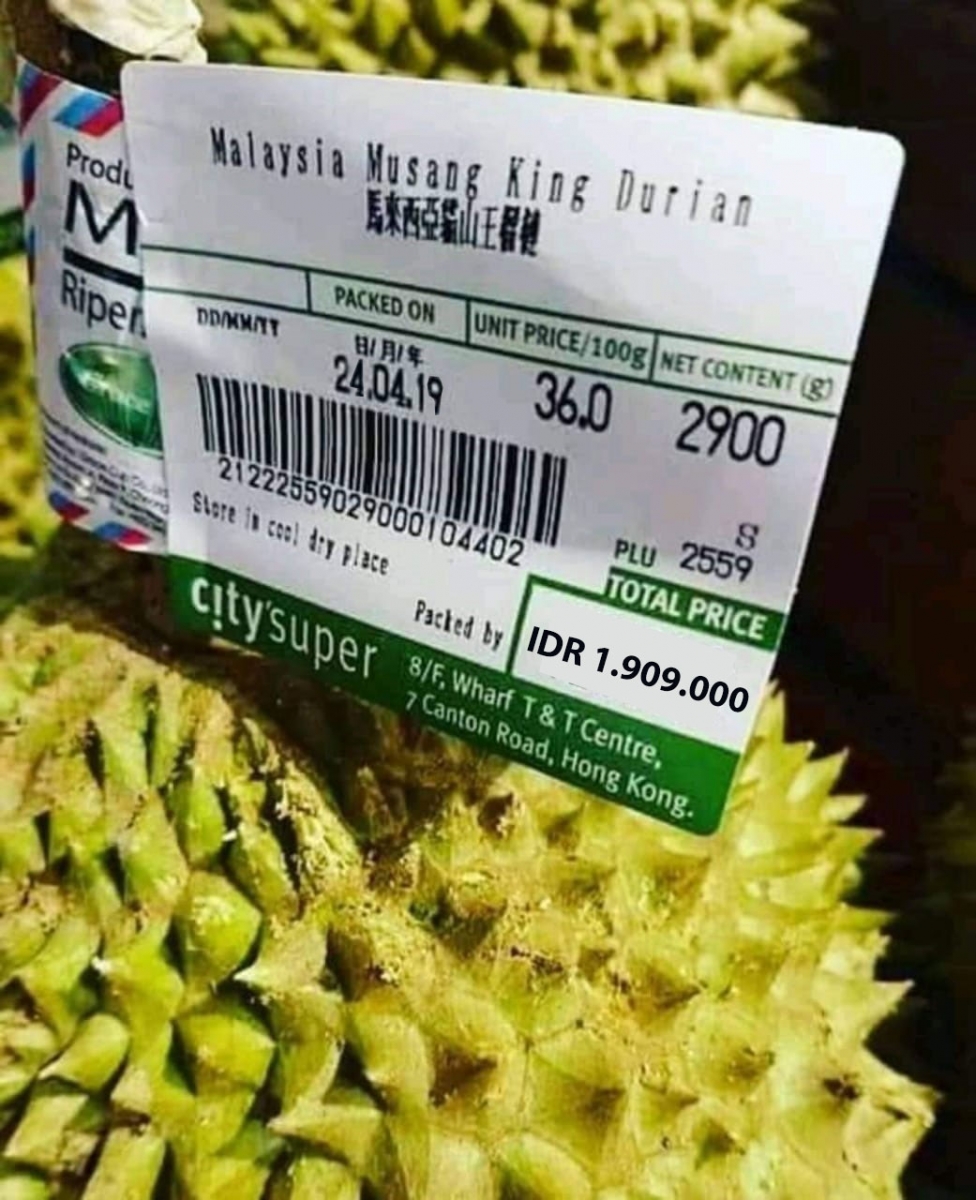 Produ
M
Ripen
Malaysia Musang King Durian
馬來西亞貓山王榴槤
PACKED ON
UNIT PRICE/100g
NET CONTENT (g)
DD/MM/YY
日/月/年
24.04.19
36.0
2900
21222559029000104402
S
PLU 2559
Store in cool dry place
TOTAL PRICE
Packed by
IDR 1.909.000
c!ty'super
8/F, Wharf T & T Centre,
7 Canton Road, Hong Kong.